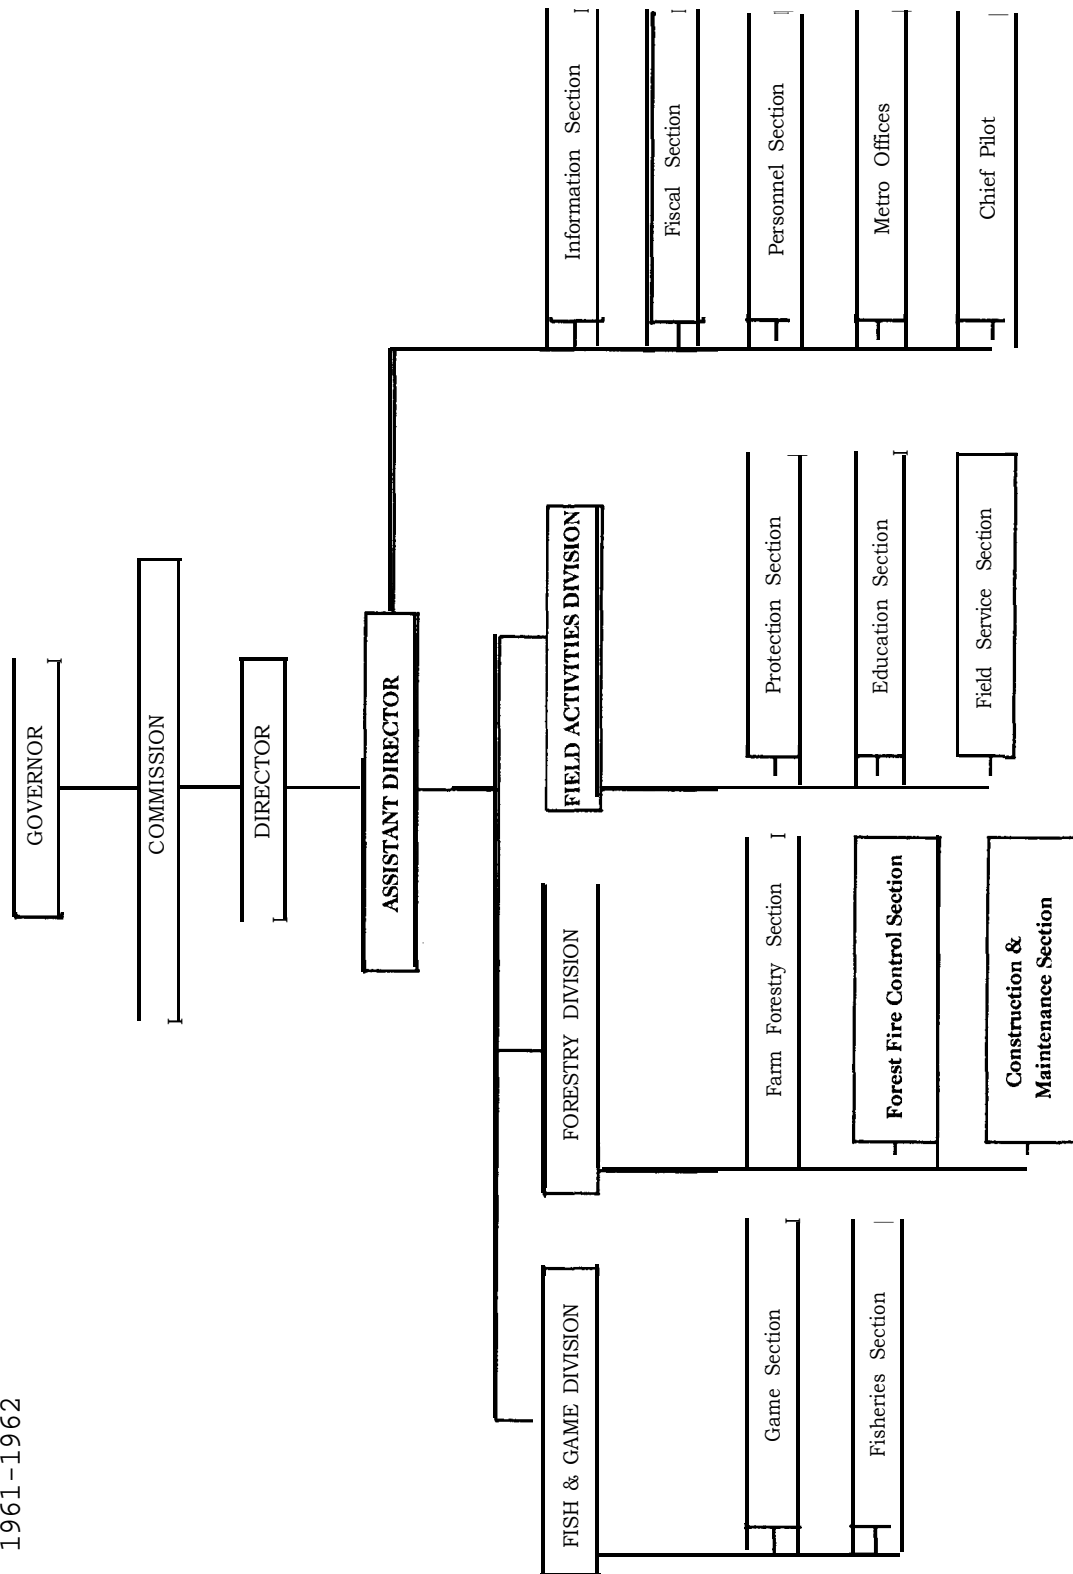 1961-1962
GOVERNOR
COMMISSION
DIRECTOR
ASSISTANT DIRECTOR
FISH & GAME DIVISION
FORESTRY DIVISION
FIELD ACTIVITIES DIVISION
Information Section
Fiscal Section
Game Section
Farm Forestry Section
Protection Section
Personnel Section
Fisheries Section
Forest Fire Control Section
Education Section
Metro Offices
Construction &
Maintenance Section
Field Service Section
Chief Pilot